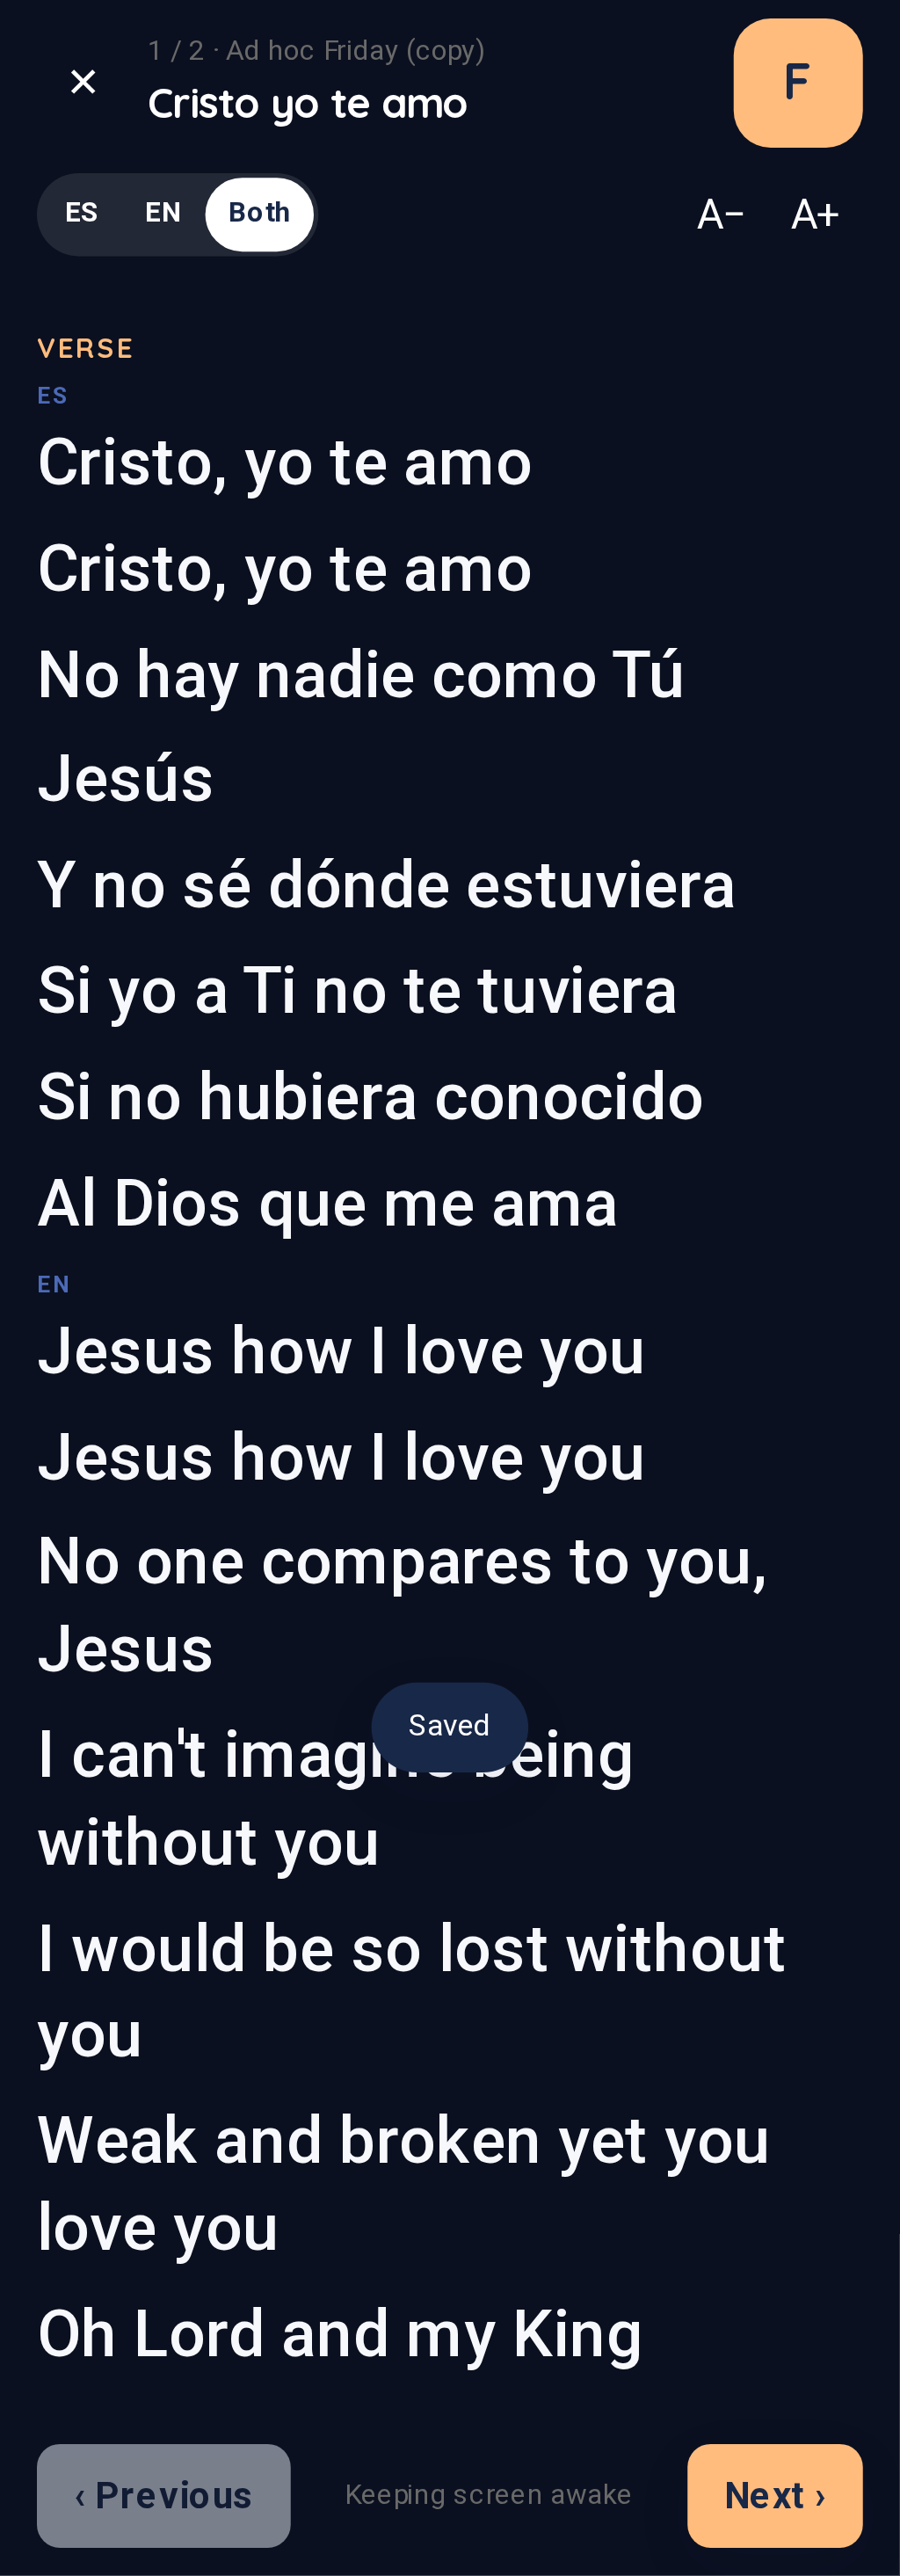 1 / 2 · Ad hoc Friday (copy)
× Cristo yo te amo
F
ES EN Both
A− A+
VERSE
ES
Cristo, yo te amo
Cristo, yo te amo
No hay nadie como Tú
Jesús
Y no sé dónde estuviera
Si yo a Ti no te tuviera
Si no hubiera conocido
Al Dios que me ama
EN
Jesus how I love you
Jesus how I love you
No one compares to you,
Jesus
Saved
I can't being
without you
I would be so lost without
you
Weak and broken yet you
love you
Oh Lord and my King
‹ Previous Keeping screen awake Next ›